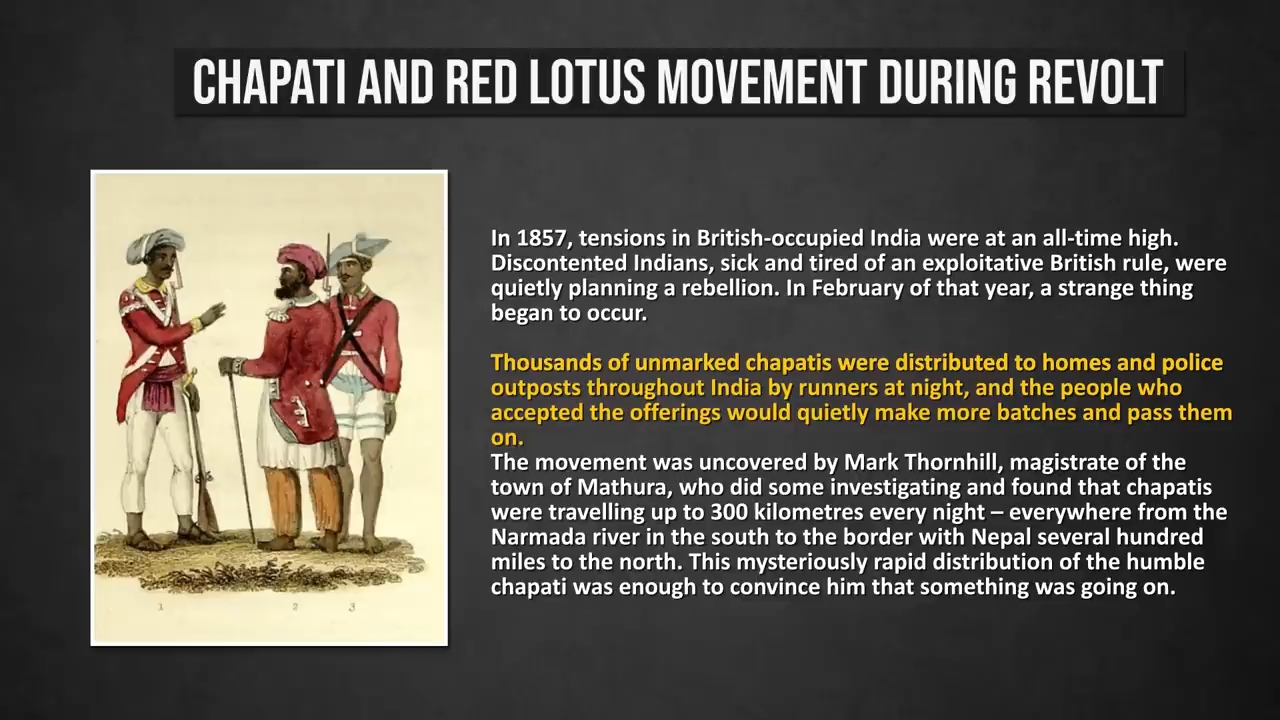 CHAPATI AND RED LOTUS MOVEMENT DURING REVOLT
In 1857, tensions in British-occupied India were at an all-time high.
Discontented Indians, sick and tired of an exploitative British rule, were
quietly planning a rebellion. In February of that year, a strange thing
began to occur.
Thousands of unmarked chapatis were distributed to homes and police
outposts throughout India by runners at night, and the people who
accepted the offerings would quietly make more batches and pass them
on.
The movement was uncovered by Mark Thornhill, magistrate of the
town of Mathura, who did some investigating and found that chapatis
were travelling up to 300 kilometres every night – everywhere from the
Narmada river in the south to the border with Nepal several hundred
miles to the north. This mysteriously rapid distribution of the humble
chapati was enough to convince him that something was going on.
1 2 3